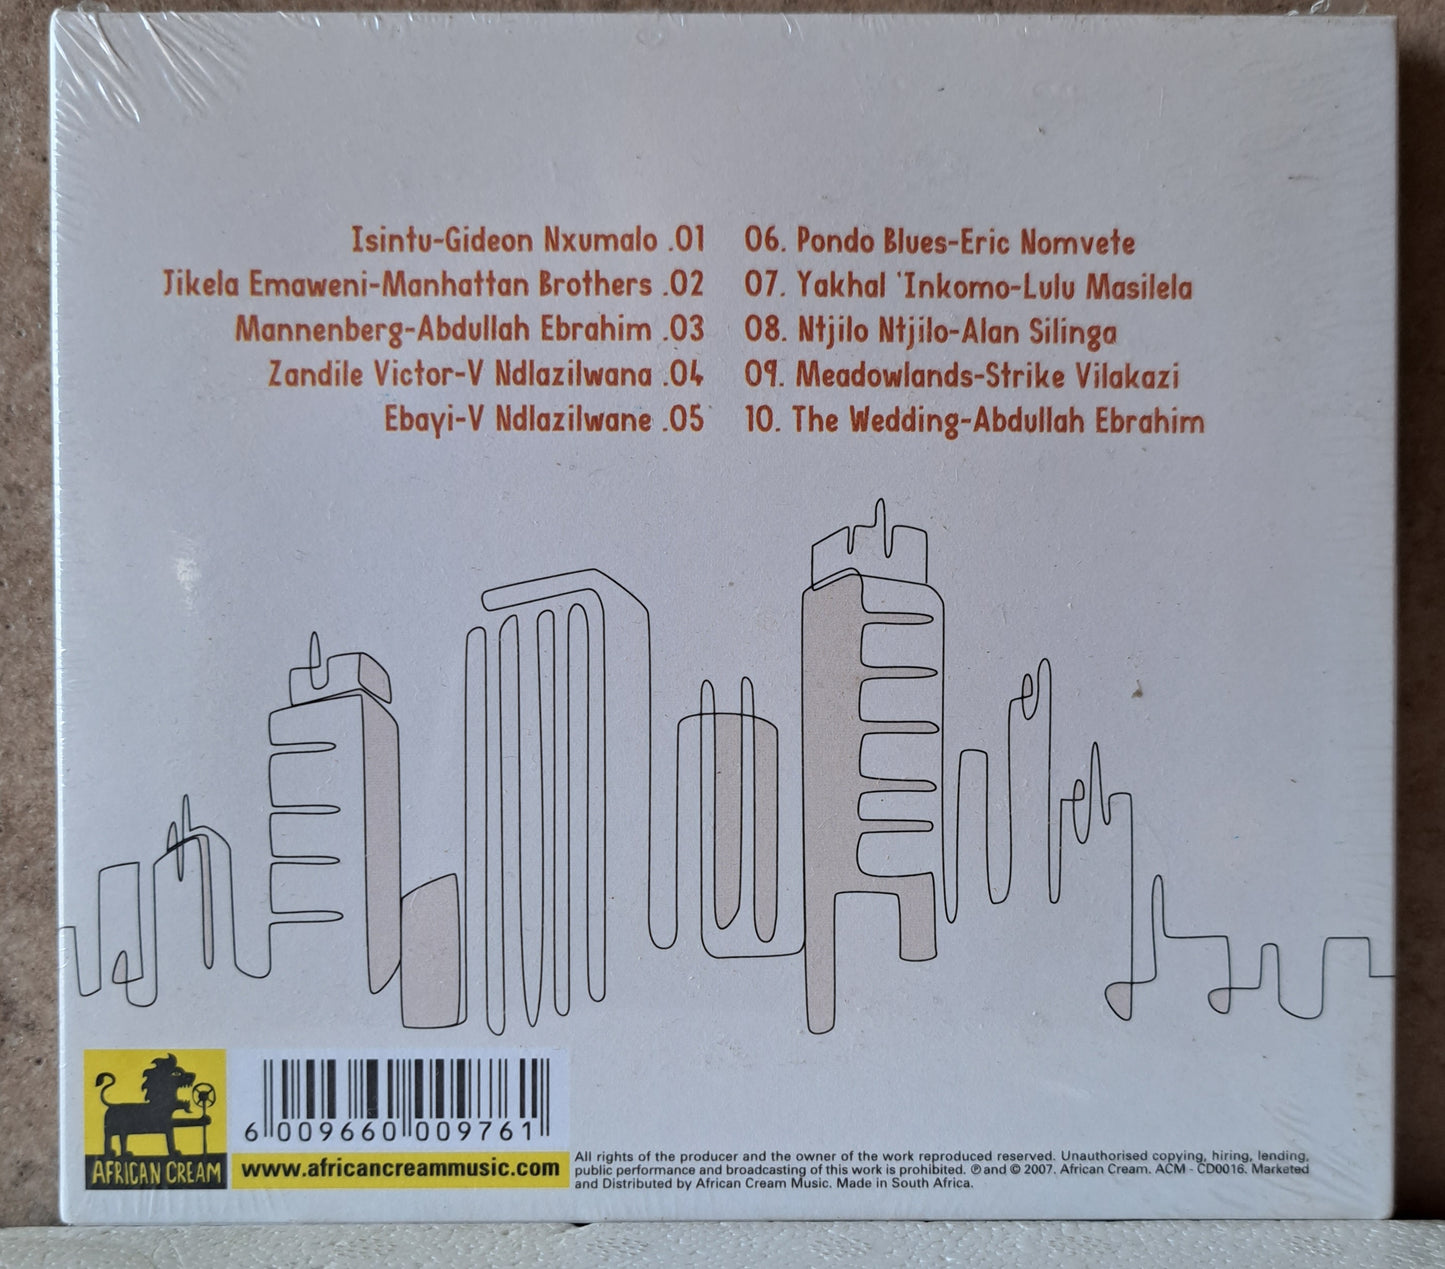 Isintu-Gideon Nxumalo .01
Jikela Emaweni-Manhattan Brothers .02
Mannenberg-Abdullah Ebrahim .03
Zandile Victor-V Ndlazilwana .04
Ebayi-V Ndlazilwane .05
06. Pondo Blues-Eric Nomvete
07. Yakhal 'Inkomo-Lulu Masilela
08. Ntjilo Ntjilo-Alan Silinga
09. Meadowlands-Strike Vilakazi
10. The Wedding-Abdullah Ebrahim
AFRICAN CREAM
6 009660 009761
www.africancreammusic.com
All rights of the producer and the owner of the work reproduced reserved. Unauthorised copying, hiring, lending,
public performance and broadcasting of this work is prohibited. ℗ and © 2007. African Cream. ACM - CD0016. Marketed
and Distributed by African Cream Music. Made in South Africa.